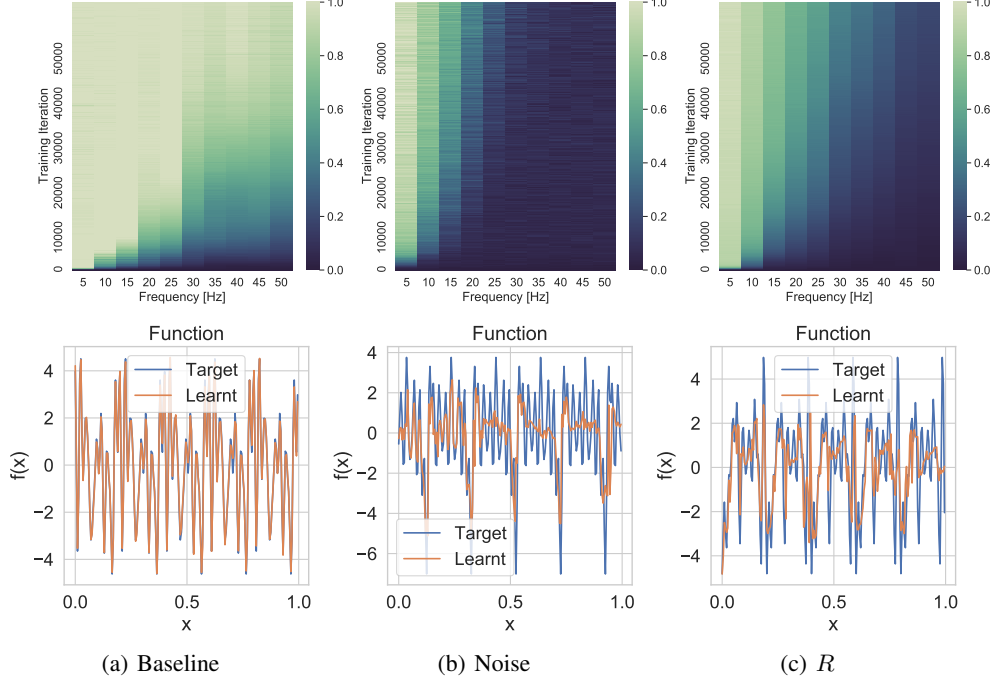 1.0
0.8
0.6
0.4
0.2
0.0
Training Iteration
50000
40000
30000
20000
10000
0
5 10 15 20 25 30 35 40 45 50
Frequency [Hz]
1.0
0.8
0.6
0.4
0.2
0.0
Training Iteration
50000
40000
30000
20000
10000
0
5 10 15 20 25 30 35 40 45 50
Frequency [Hz]
1.0
0.8
0.6
0.4
0.2
0.0
Training Iteration
50000
40000
30000
20000
10000
0
5 10 15 20 25 30 35 40 45 50
Frequency [Hz]
Function
Target
Learnt
f(x)
4
2
0
−2
−4
0.0 0.5 1.0
x
Function
Target
Learnt
f(x)
4
2
0
−2
−4
−6
0.0 0.5 1.0
x
Function
Target
Learnt
f(x)
4
2
0
−2
−4
0.0 0.5 1.0
x
(a) Baseline
(b) Noise
(c) R